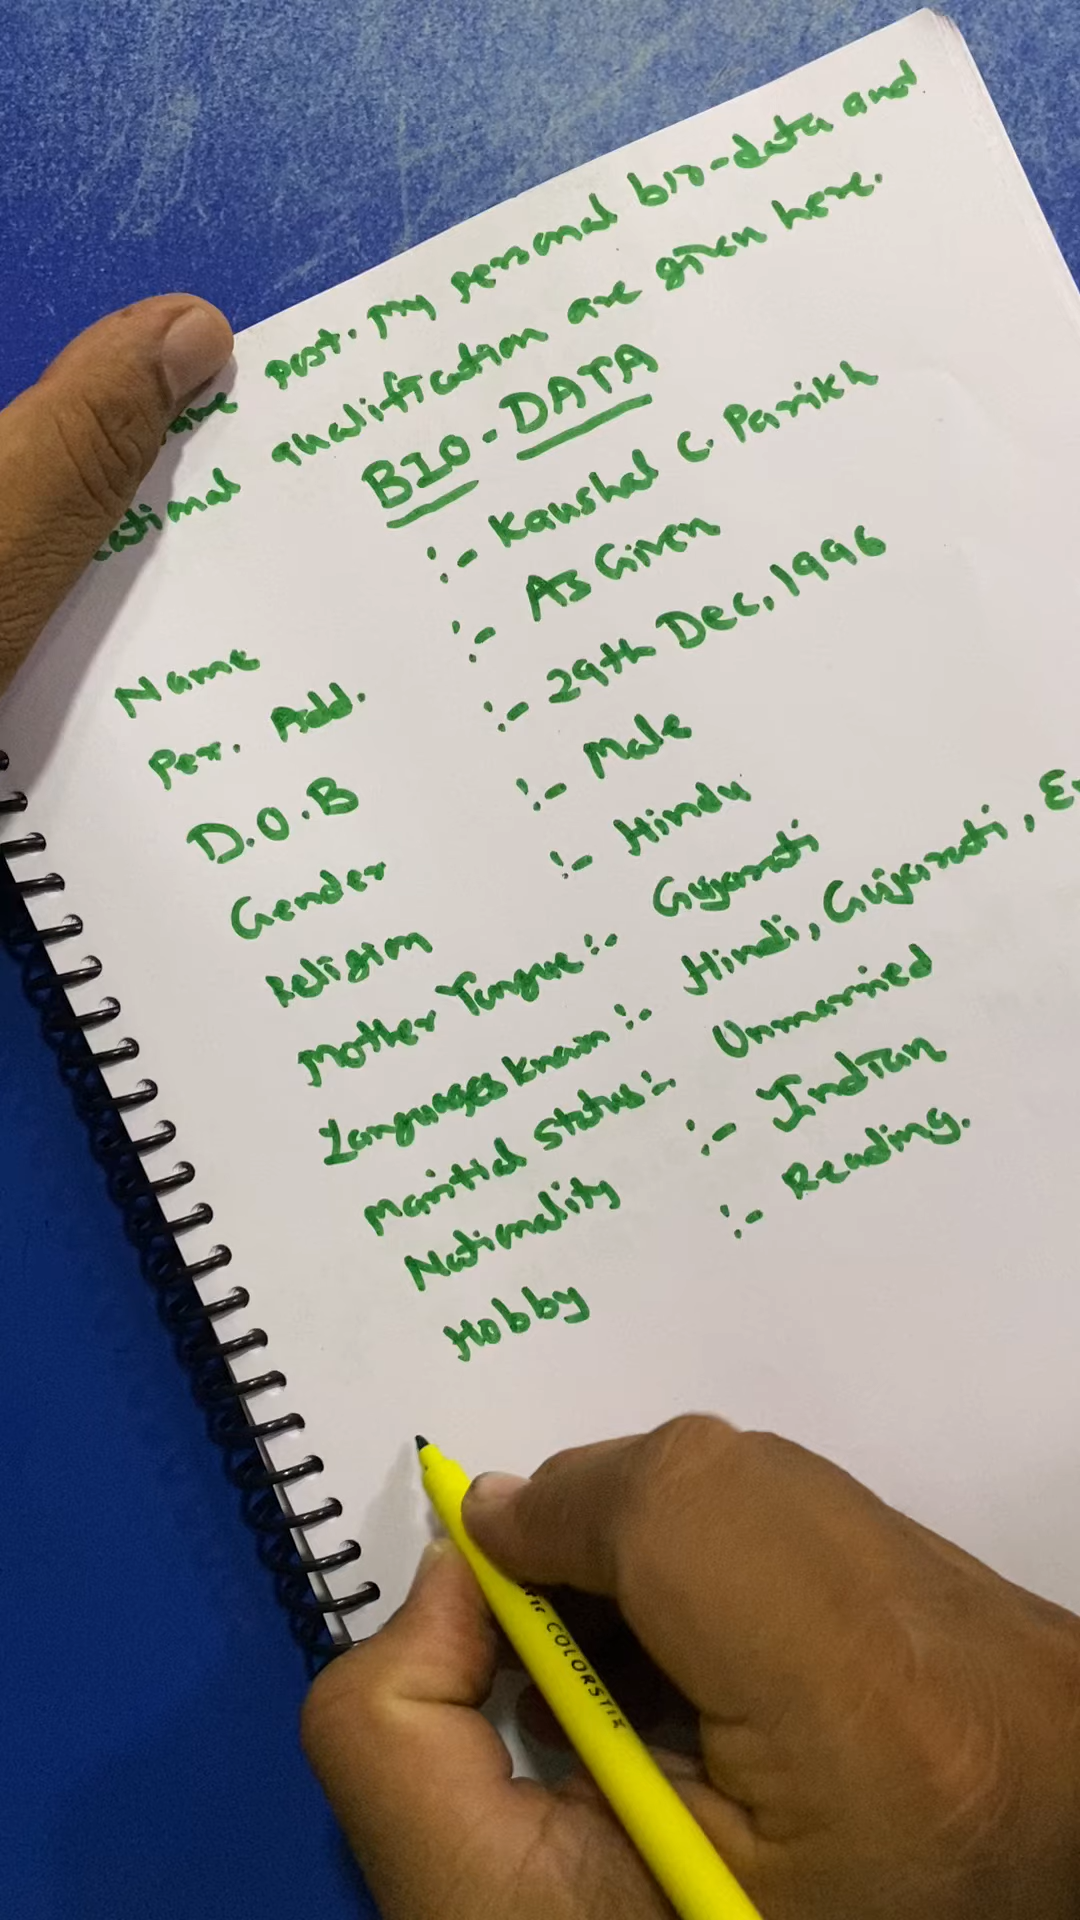 post. My personal bio-data and
qualification are given here.
BIO-DATA
Name :- Kaushal C. Parikh
Per. Add. :- As Given
D.O.B :- 29th Dec, 1996
Gender :- Male
Religion :- Hindu
Mother Tongue :- Gujarati
Languages Known :- Hindi, Gujarati, E
Maritial Status :- Unmarried
Nationality :- Indian
Hobby :- Reading.
COLORSTIX